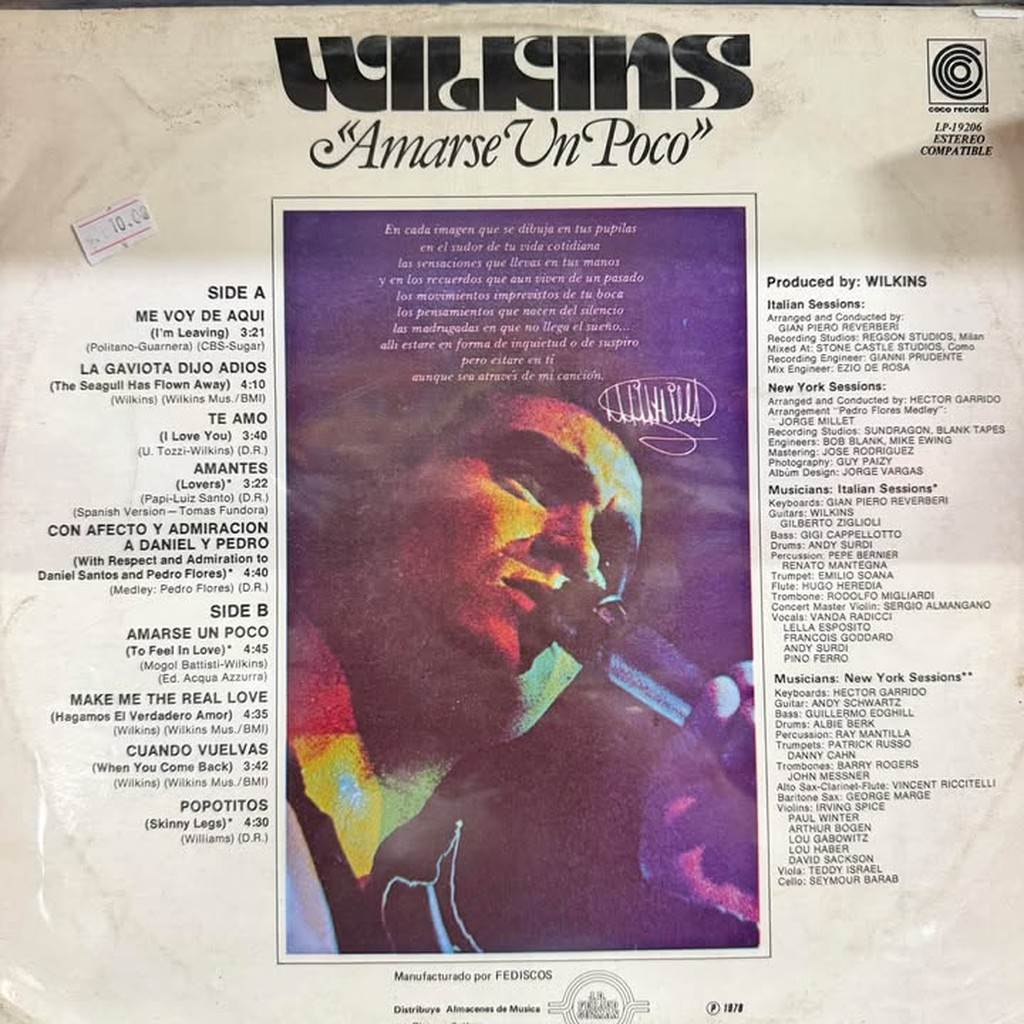 WILKINS
«Amarse Un Poco»
coco records
LP-19206
ESTEREO
COMPATIBLE
10.00
En cada imagen que se dibuja en tus pupilas
en el sudor de tu vida cotidiana
las sensaciones que llevas en tus manos
y en los recuerdos que aun viven de un pasado
los movimientos imprevistos de tu boca
los pensamientos que nacen del silencio
las madrugadas en que no llega el sueño...
alli estare en forma de inquietud o de suspiro
pero estare en ti
aunque sea através de mi canción.
Wilkins
SIDE A
ME VOY DE AQUI
(I'm Leaving) 3:21
(Politano-Guarnera) (CBS-Sugar)
LA GAVIOTA DIJO ADIOS
(The Seagull Has Flown Away) 4:10
(Wilkins) (Wilkins Mus./BMI)
TE AMO
(I Love You) 3:40
(U. Tozzi-Wilkins) (D.R.)
AMANTES
(Lovers)* 3:22
(Papi-Luiz Santo) (D.R.)
(Spanish Version—Tomas Fundora)
CON AFECTO Y ADMIRACION
A DANIEL Y PEDRO
(With Respect and Admiration to
Daniel Santos and Pedro Flores)* 4:40
(Medley: Pedro Flores) (D.R.)
SIDE B
AMARSE UN POCO
(To Feel In Love)* 4:45
(Mogol Battisti-Wilkins)
(Ed. Acqua Azzurra)
MAKE ME THE REAL LOVE
(Hagamos El Verdadero Amor) 4:35
(Wilkins) (Wilkins Mus./BMI)
CUANDO VUELVAS
(When You Come Back) 3:42
(Wilkins) (Wilkins Mus./BMI)
POPOTITOS
(Skinny Legs)* 4:30
(Williams) (D.R.)
Produced by: WILKINS
Italian Sessions:
Arranged and Conducted by:
GIAN PIERO REVERBERI
Recording Studios: REGSON STUDIOS, Milan
Mixed At: STONE CASTLE STUDIOS, Como
Recording Engineer: GIANNI PRUDENTE
Mix Engineer: EZIO DE ROSA
New York Sessions:
Arranged and Conducted by: HECTOR GARRIDO
Arrangement "Pedro Flores Medley":
JORGE MILLET
Recording Studios: SUNDRAGON, BLANK TAPES
Engineers: BOB BLANK, MIKE EWING
Mastering: JOSE RODRIGUEZ
Photography: GUY PAIZY
Album Design: JORGE VARGAS
Musicians: Italian Sessions*
Keyboards: GIAN PIERO REVERBERI
Guitars: WILKINS
GILBERTO ZIGLIOLI
Bass: GIGI CAPPELLOTTO
Drums: ANDY SURDI
Percussion: PEPE BERNIER
RENATO MANTEGNA
Trumpet: EMILIO SOANA
Flute: HUGO HEREDIA
Trombone: RODOLFO MIGLIARDI
Concert Master Violin: SERGIO ALMANGANO
Vocals: VANDA RADICCI
LELLA ESPOSITO
FRANCOIS GODDARD
ANDY SURDI
PINO FERRO
Musicians: New York Sessions**
Keyboards: HECTOR GARRIDO
Guitar: ANDY SCHWARTZ
Bass: GUILLERMO EDGHILL
Drums: ALBIE BERK
Percussion: RAY MANTILLA
Trumpets: PATRICK RUSSO
DANNY CAHN
Trombones: BARRY ROGERS
JOHN MESSNER
Alto Sax-Clarinet-Flute: VINCENT RICCITELLI
Baritone Sax: GEORGE MARGE
Violins: IRVING SPICE
PAUL WINTER
ARTHUR BOGEN
LOU GABOWITZ
LOU HABER
DAVID SACKSON
Viola: TEDDY ISRAEL
Cello: SEYMOUR BARAB
Manufacturado por FEDISCOS
Distribuye Almacenes de Musica
Ⓟ 1978